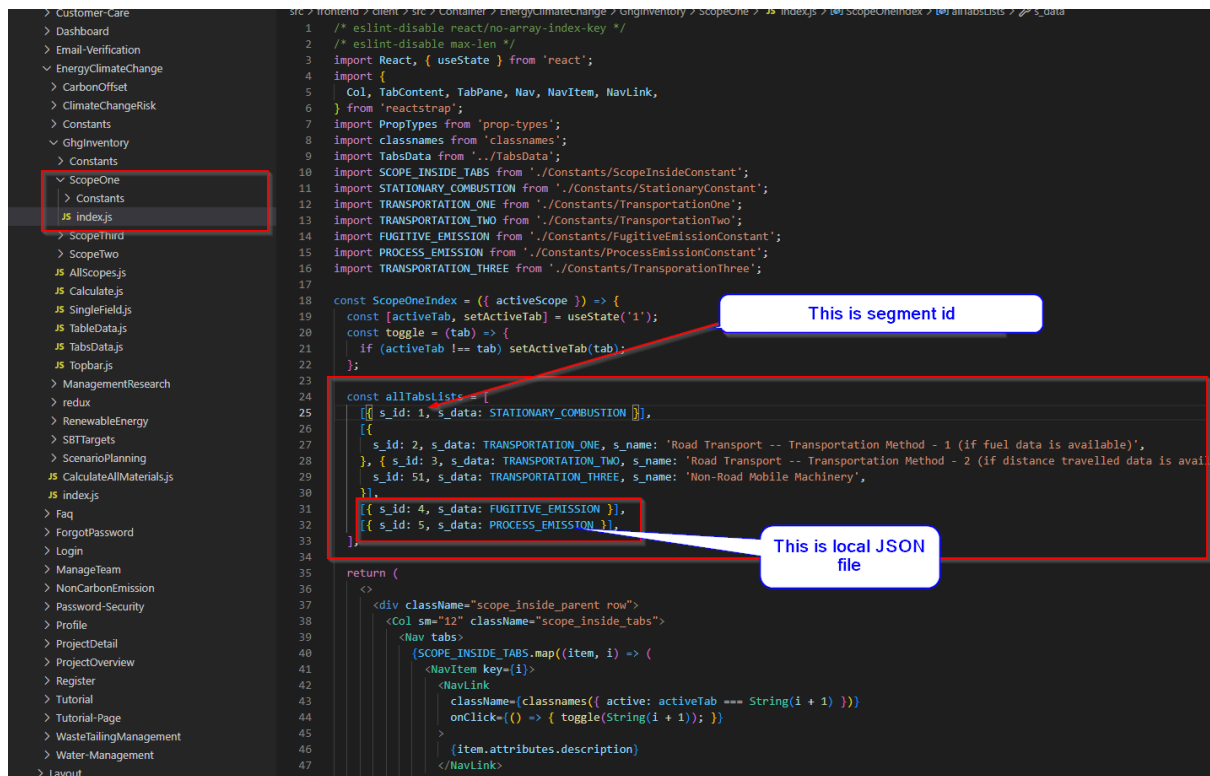 Customer-Care
Dashboard
Email-Verification
EnergyClimateChange
CarbonOffset
ClimateChangeRisk
Constants
GhgInventory
Constants
ScopeOne
Constants
JS index.js
ScopeThird
ScopeTwo
JS AllScopes.js
JS Calculate.js
JS SingleField.js
JS TableData.js
JS TabsData.js
JS Topbar.js
ManagementResearch
redux
RenewableEnergy
SBTTargets
ScenarioPlanning
JS CalculateAllMaterials.js
JS index.js
Faq
ForgotPassword
Login
ManageTeam
NonCarbonEmission
Password-Security
Profile
ProjectDetail
ProjectOverview
Register
Tutorial
Tutorial-Page
WasteTailingManagement
Water-Management
Layout
src > frontend > client > src > Container > EnergyClimateChange > GhgInventory > ScopeOne > JS index.js > ScopeOneIndex > allTabsLists > s_data
1 /* eslint-disable react/no-array-index-key */
2 /* eslint-disable max-len */
3 import React, { useState } from 'react';
4 import {
5 Col, TabContent, TabPane, Nav, NavItem, NavLink,
6 } from 'reactstrap';
7 import PropTypes from 'prop-types';
8 import classnames from 'classnames';
9 import TabsData from '../TabsData';
10 import SCOPE_INSIDE_TABS from './Constants/ScopeInsideConstant';
11 import STATIONARY_COMBUSTION from './Constants/StationaryConstant';
12 import TRANSPORTATION_ONE from './Constants/TransportationOne';
13 import TRANSPORTATION_TWO from './Constants/TransportationTwo';
14 import FUGITIVE_EMISSION from './Constants/FugitiveEmissionConstant';
15 import PROCESS_EMISSION from './Constants/ProcessEmissionConstant';
16 import TRANSPORTATION_THREE from './Constants/TransporationThree';
17
18 const ScopeOneIndex = ({ activeScope }) => {
19 const [activeTab, setActiveTab] = useState('1');
20 const toggle = (tab) => {
21 if (activeTab !== tab) setActiveTab(tab);
22 };
23
24 const allTabsLists = [
25 [{ s_id: 1, s_data: STATIONARY_COMBUSTION }],
26 [{
27 s_id: 2, s_data: TRANSPORTATION_ONE, s_name: 'Road Transport -- Transportation Method - 1 (if fuel data is available)',
28 }, { s_id: 3, s_data: TRANSPORTATION_TWO, s_name: 'Road Transport -- Transportation Method - 2 (if distance travelled data is avai
29 s_id: 51, s_data: TRANSPORTATION_THREE, s_name: 'Non-Road Mobile Machinery',
30 }],
31 [{ s_id: 4, s_data: FUGITIVE_EMISSION }],
32 [{ s_id: 5, s_data: PROCESS_EMISSION }],
33 ];
34
35 return (
36 <>
37 <div className="scope_inside_parent row">
38 <Col sm="12" className="scope_inside_tabs">
39 <Nav tabs>
40 {SCOPE_INSIDE_TABS.map((item, i) => (
41 <NavItem key={i}>
42 <NavLink
43 className={classnames({ active: activeTab === String(i + 1) })}
44 onClick={() => { toggle(String(i + 1)); }}
45 >
46 {item.attributes.description}
47 </NavLink>
This is segment id
This is local JSON
file